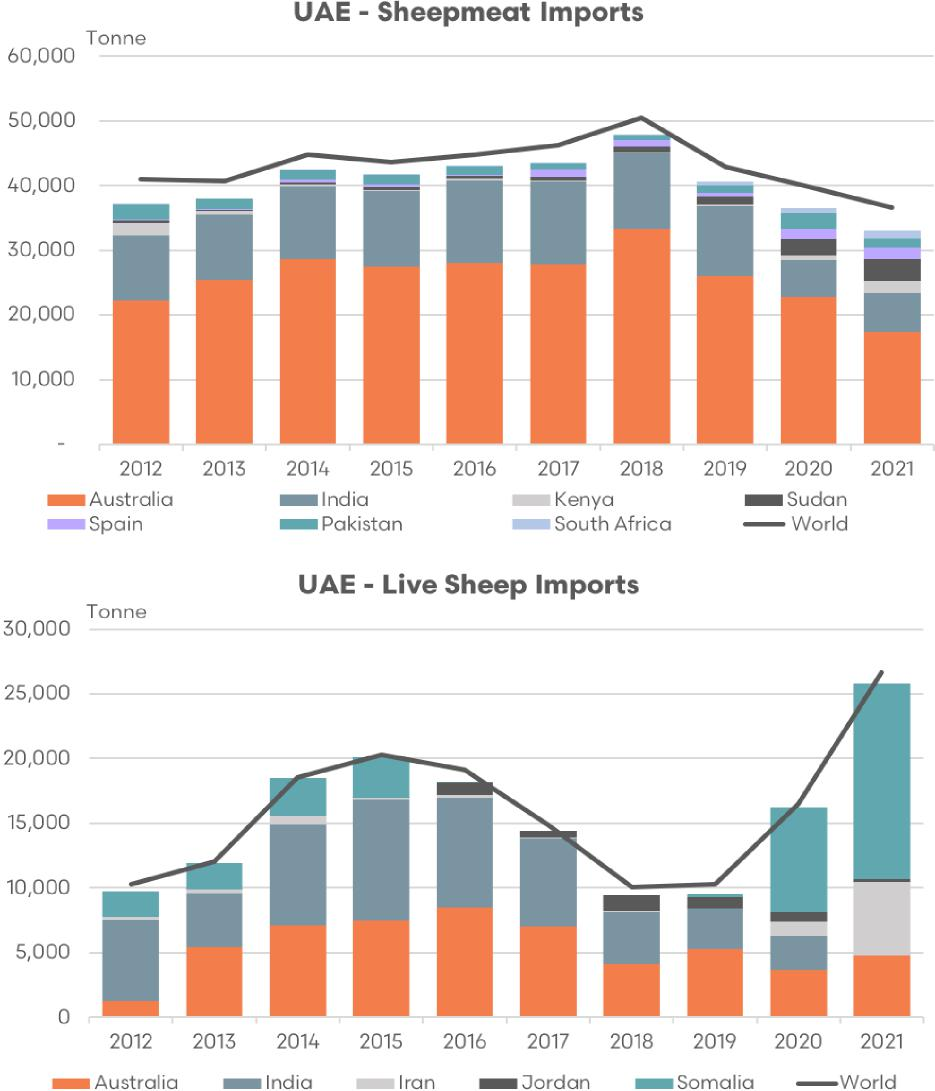 UAE - Sheepmeat Imports
Tonne
60,000
50,000
40,000
30,000
20,000
10,000
-
2012 2013 2014 2015 2016 2017 2018 2019 2020 2021
Australia India Kenya Sudan
Spain Pakistan South Africa World
UAE - Live Sheep Imports
Tonne
30,000
25,000
20,000
15,000
10,000
5,000
0
2012 2013 2014 2015 2016 2017 2018 2019 2020 2021
Australia India Iran Jordan Somalia World